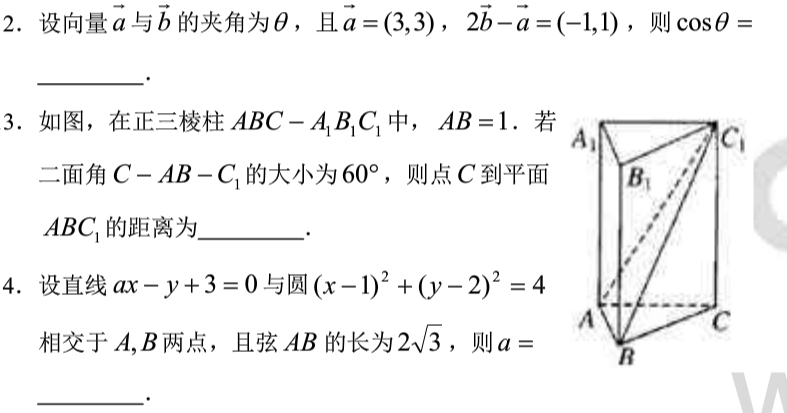 2．设向量 $\vec{a}$ 与 $\vec{b}$ 的夹角为 $\theta$，且 $\vec{a}=(3,3)$，$2\vec{b}-\vec{a}=(-1,1)$，则 $\cos\theta=$
________.
3．如图，在正三棱柱 $ABC-A_1B_1C_1$ 中，$AB=1$．若
二面角 $C-AB-C_1$ 的大小为 $60°$，则点 $C$ 到平面
$ABC_1$ 的距离为________.
4．设直线 $ax-y+3=0$ 与圆 $(x-1)^2+(y-2)^2=4$
相交于 $A,B$ 两点，且弦 $AB$ 的长为 $2\sqrt{3}$，则 $a=$
________.
A₁
C₁
B₁
A
C
B
W